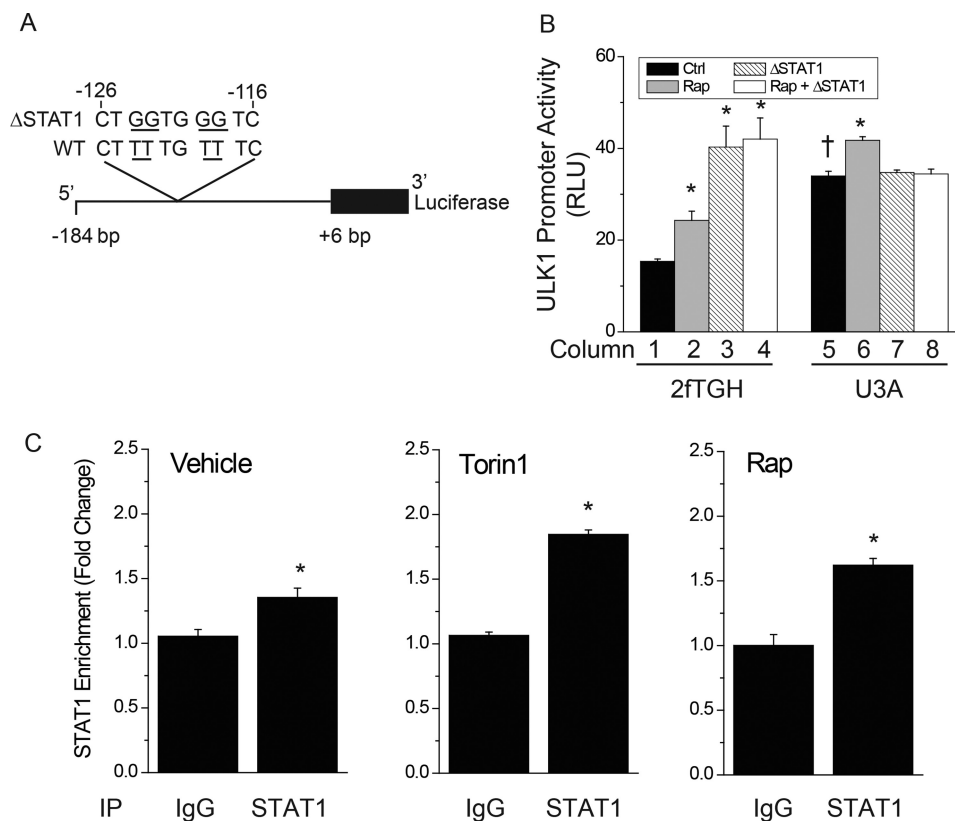 A
-126 -116
ΔSTAT1 CT GGTG GG TC
WT CT TT TG TT TC
5' 3'
Luciferase
-184 bp +6 bp
B
ULK1 Promoter Activity
(RLU)
60
40
20
0
Ctrl ΔSTAT1
Rap Rap + ΔSTAT1
* * * † *
Column 1 2 3 4 5 6 7 8
2fTGH U3A
C
STAT1 Enrichment (Fold Change)
2.5
2.0
1.5
1.0
0.5
0.0
Vehicle
*
IP IgG STAT1
2.5
2.0
1.5
1.0
0.5
0.0
Torin1
*
IgG STAT1
2.5
2.0
1.5
1.0
0.5
0.0
Rap
*
IgG STAT1